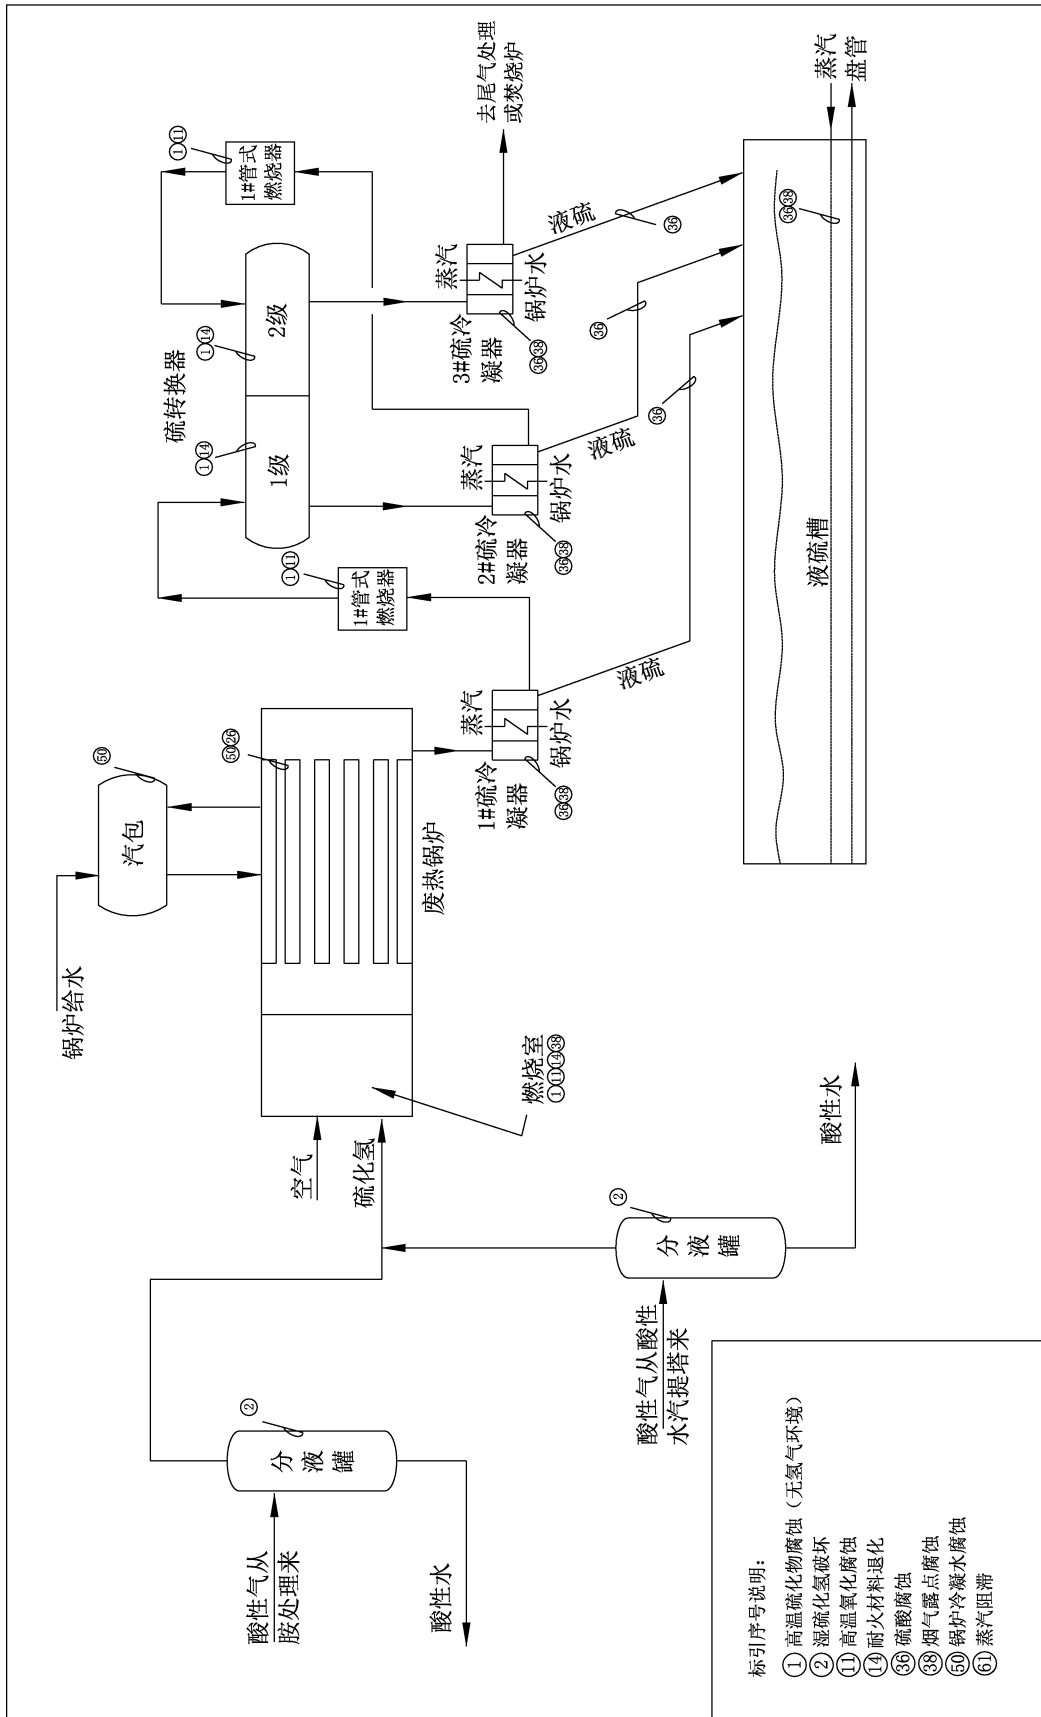 锅炉给水
汽包
㊿
㊿㉖
废热锅炉
空气
硫化氢
燃烧室
①⑪⑭㊳
酸性气从
胺处理来
分
液
罐
②
酸性水
酸性气从酸性
水汽提塔来
分
液
罐
②
酸性水
1#硫冷
凝器
蒸汽
锅炉水
㊱㊳
液硫
1#管式
燃烧器
①⑪
硫转换器
1级
①⑭
2级
①⑭
2#硫冷
凝器
蒸汽
锅炉水
㊱㊳
液硫
㊱
1#管式
燃烧器
①⑪
3#硫冷
凝器
蒸汽
锅炉水
㊱㊳
液硫
㊱
㊱
去尾气处理
或焚烧炉
液硫槽
㊱㊳
蒸汽
盘管
标引序号说明：
①高温硫化物腐蚀（无氢气环境）
②湿硫化氢破坏
⑪高温氧化腐蚀
⑭耐火材料退化
㊱硫酸腐蚀
㊳烟气露点腐蚀
㊿锅炉冷凝水腐蚀
(61)蒸汽阻滞